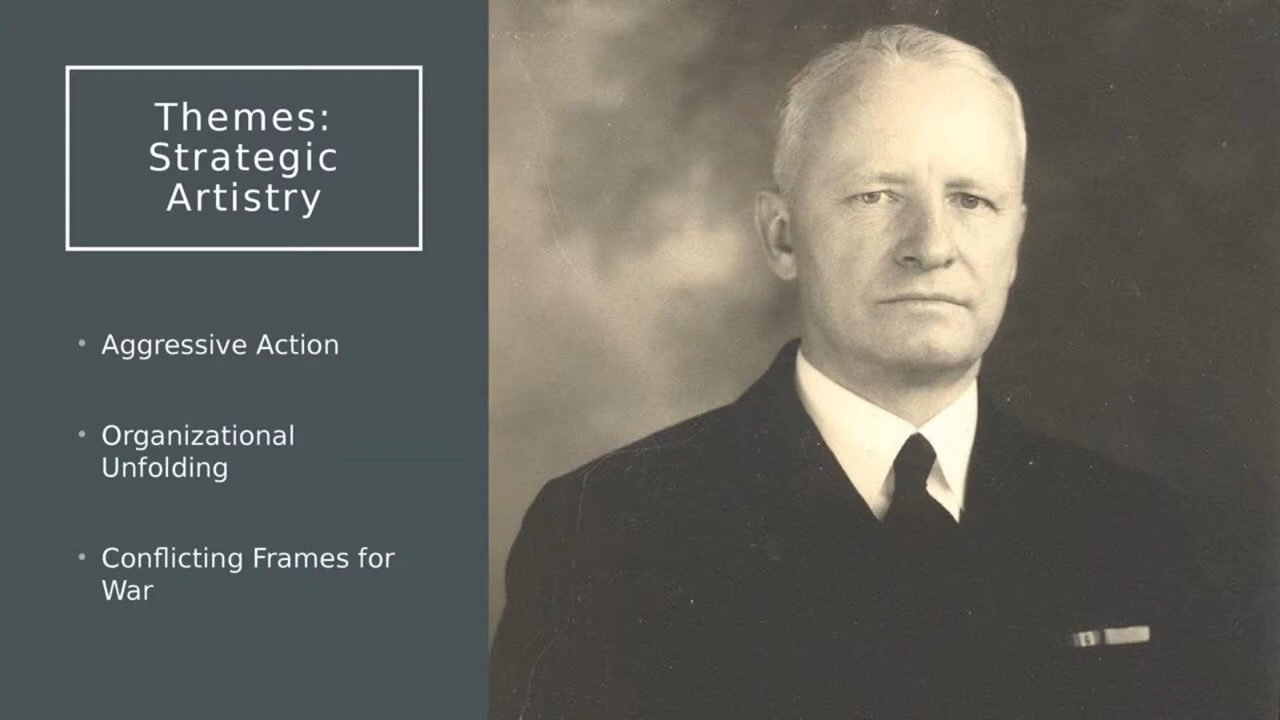 Themes:
Strategic
Artistry
• Aggressive Action
• Organizational
Unfolding
• Conflicting Frames for
War